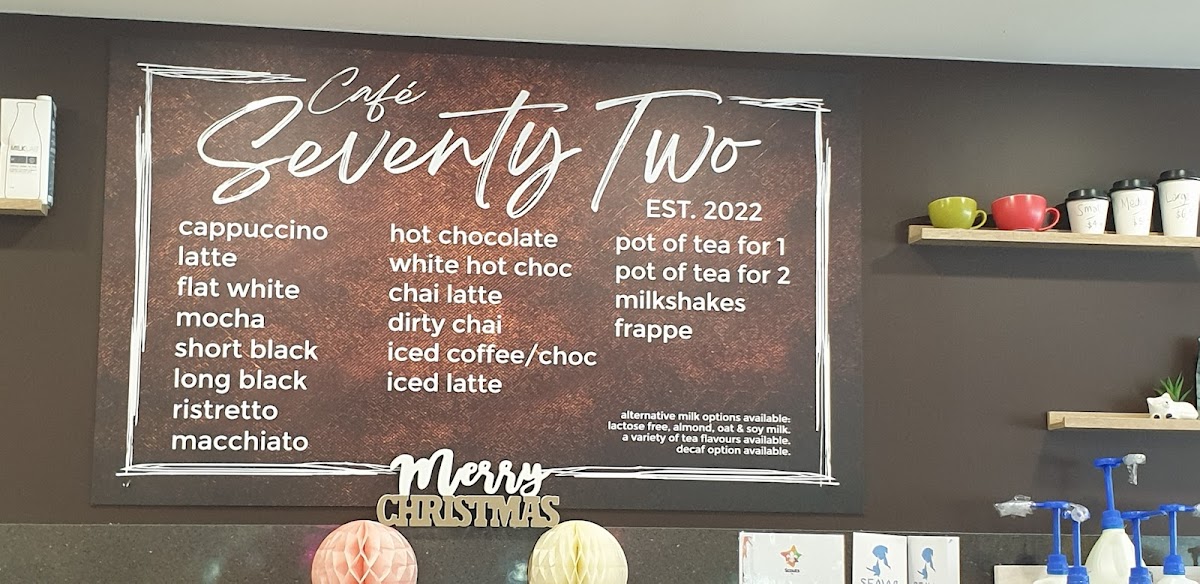 Café
Seventy Two
EST. 2022
cappuccino
latte
flat white
mocha
short black
long black
ristretto
macchiato
hot chocolate
white hot choc
chai latte
dirty chai
iced coffee/choc
iced latte
pot of tea for 1
pot of tea for 2
milkshakes
frappe
alternative milk options available:
lactose free, almond, oat & soy milk.
a variety of tea flavours available.
decaf option available.
Merry
CHRISTMAS
Scouts